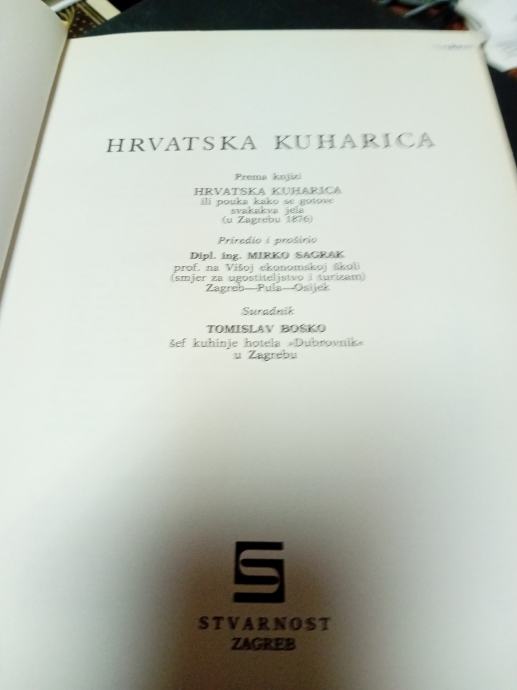 HRVATSKA KUHARICA
Prema knjizi
HRVATSKA KUHARICA
ili pouka kako se gotove
svakakva jela
(u Zagrebu 1876)
Priredio i proširio
Dipl. ing. MIRKO SAGRAK
prof. na Višoj ekonomskoj školi
(smjer za ugostiteljstvo i turizam)
Zagreb—Pula—Osijek
Suradnik
TOMISLAV BOŠKO
šef kuhinje hotela »Dubrovnik«
u Zagrebu
STVARNOST
ZAGREB